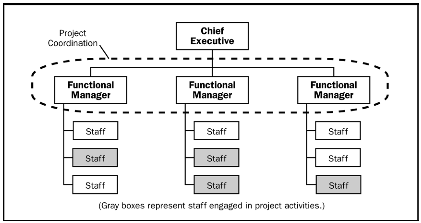 Project
Coordination
Chief
Executive
Functional
Manager
Functional
Manager
Functional
Manager
Staff
Staff
Staff
Staff
Staff
Staff
Staff
Staff
Staff
(Gray boxes represent staff engaged in project activities.)